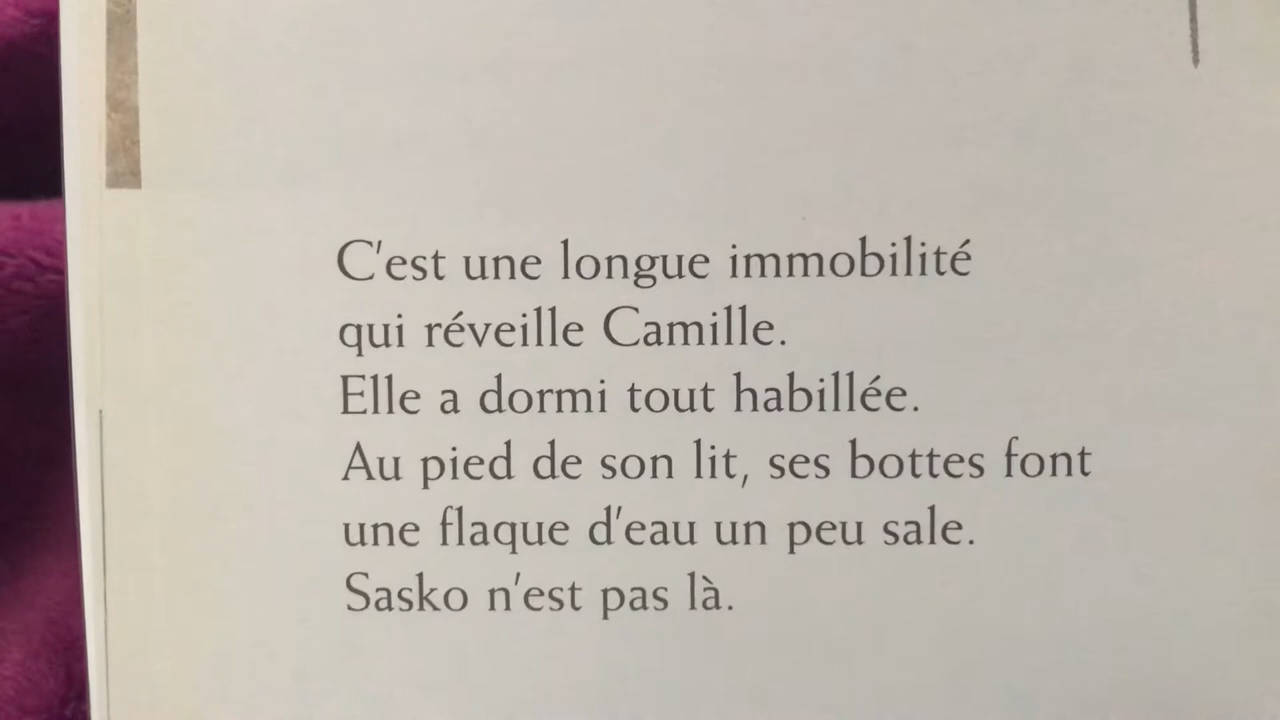 C'est une longue immobilité
qui réveille Camille.
Elle a dormi tout habillée.
Au pied de son lit, ses bottes font
une flaque d'eau un peu sale.
Sasko n'est pas là.